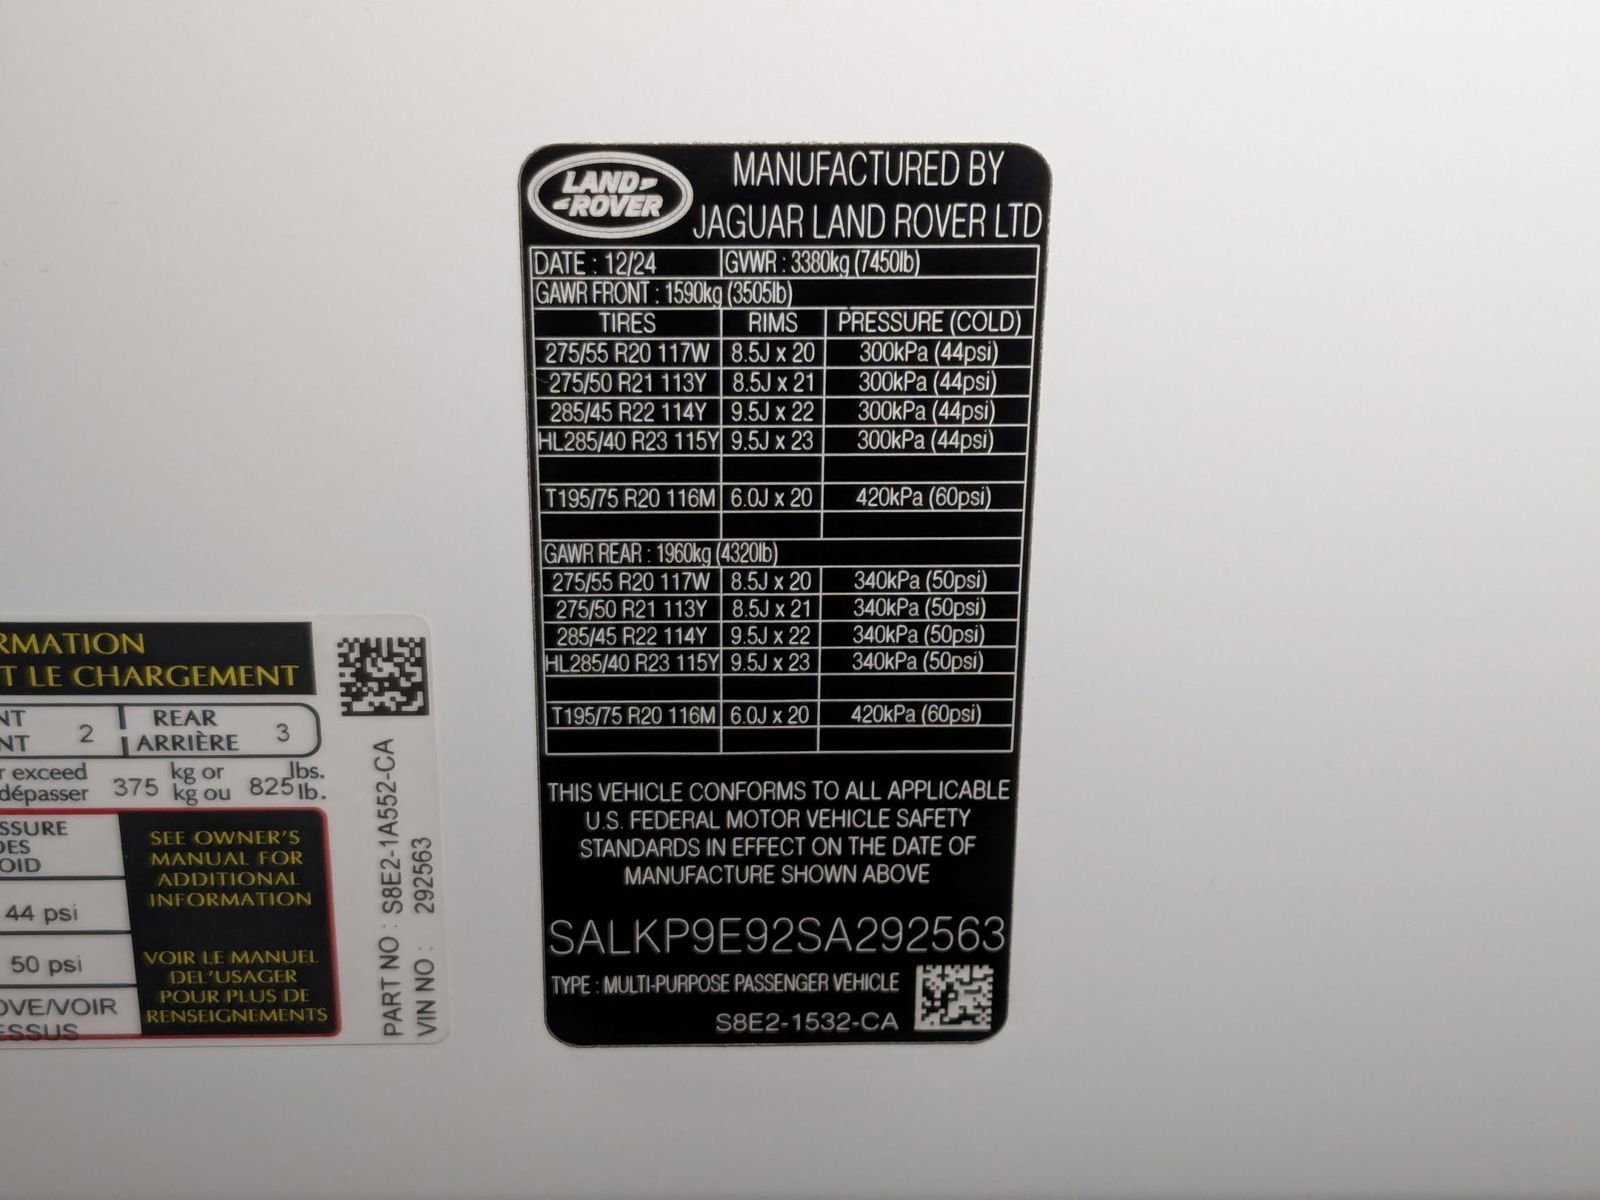 LAND
ROVER
MANUFACTURED BY
JAGUAR LAND ROVER LTD
DATE : 12/24 GVWR : 3380kg (7450lb)
GAWR FRONT : 1590kg (3505lb)
TIRES RIMS PRESSURE (COLD)
275/55 R20 117W 8.5J x 20 300kPa (44psi)
275/50 R21 113Y 8.5J x 21 300kPa (44psi)
285/45 R22 114Y 9.5J x 22 300kPa (44psi)
HL285/40 R23 115Y 9.5J x 23 300kPa (44psi)
T195/75 R20 116M 6.0J x 20 420kPa (60psi)
GAWR REAR : 1960kg (4320lb)
275/55 R20 117W 8.5J x 20 340kPa (50psi)
275/50 R21 113Y 8.5J x 21 340kPa (50psi)
285/45 R22 114Y 9.5J x 22 340kPa (50psi)
HL285/40 R23 115Y 9.5J x 23 340kPa (50psi)
T195/75 R20 116M 6.0J x 20 420kPa (60psi)
THIS VEHICLE CONFORMS TO ALL APPLICABLE
U.S. FEDERAL MOTOR VEHICLE SAFETY
STANDARDS IN EFFECT ON THE DATE OF
MANUFACTURE SHOWN ABOVE
SALKP9E92SA292563
TYPE : MULTI-PURPOSE PASSENGER VEHICLE
S8E2-1532-CA
RMATION
T LE CHARGEMENT
NT 2 REAR 3
NT ARRIÈRE
r exceed 375 kg or 825 lbs.
dépasser kg ou lb.
SSURE
DES
OID
44 psi
50 psi
OVE/VOIR
ESSUS
SEE OWNER'S
MANUAL FOR
ADDITIONAL
INFORMATION
VOIR LE MANUEL
DEL'USAGER
POUR PLUS DE
RENSEIGNEMENTS
PART NO : S8E2-1A552-CA
VIN NO : 292563